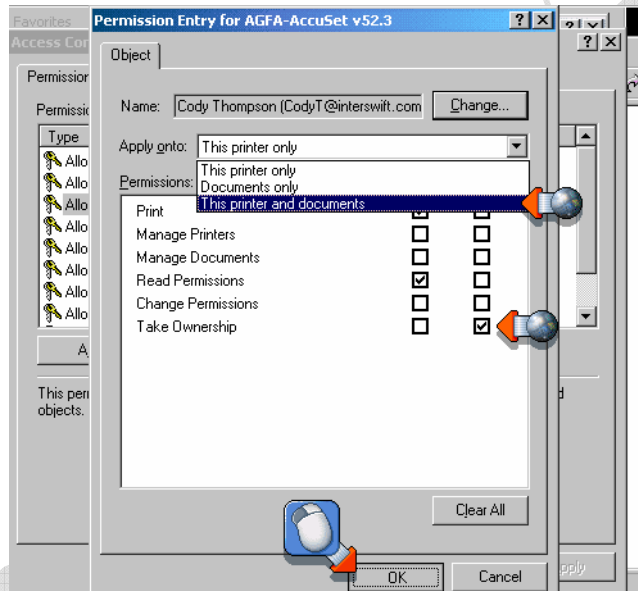 Favorites
Permission Entry for AGFA-AccuSet v52.3
Access Con
Object
Permission
Name: Cody Thompson (CodyT@interswift.com Change...
Permissio
Type
Apply onto: This printer only
This printer only
Documents only
This printer and documents
Permissions:
Allo
Allo
Allo
Allo
Allo
Allo
Allo
Allo
Print
Manage Printers
Manage Documents
Read Permissions
Change Permissions
Take Ownership
A
This perr
objects.
d
Clear All
OK Cancel
pply